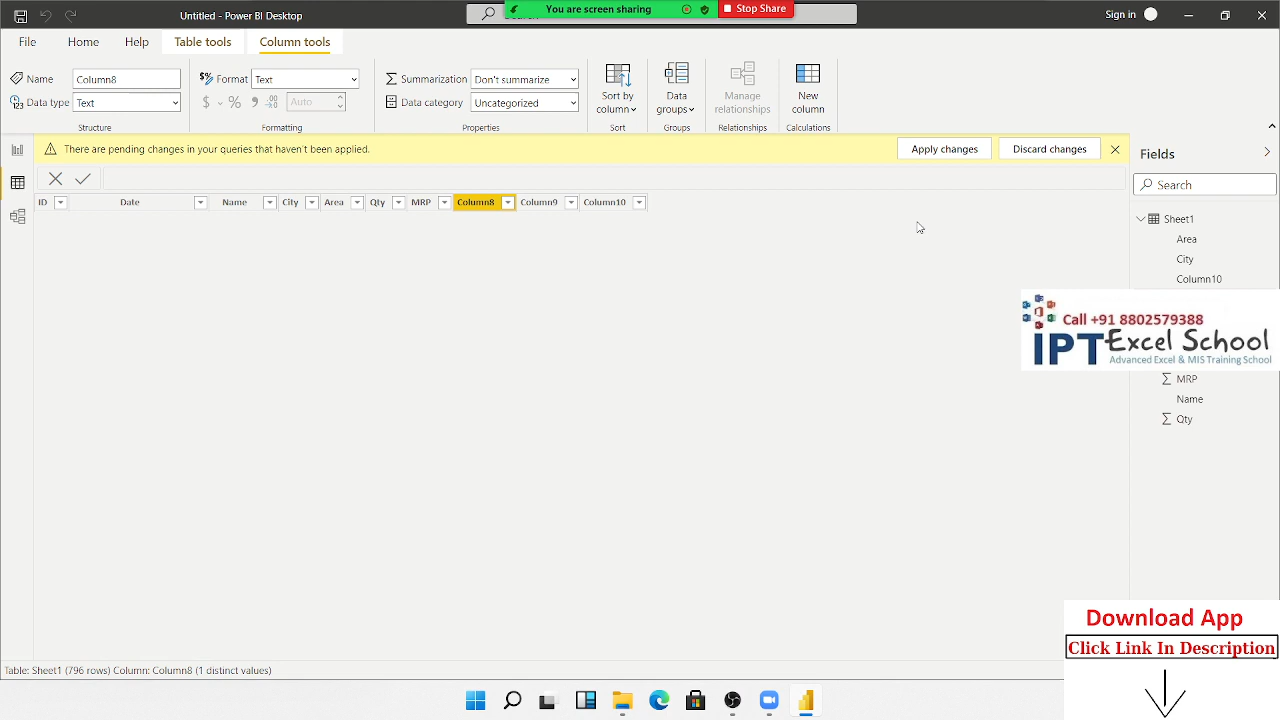 Untitled - Power BI Desktop
You are screen sharing
Stop Share
Sign in
File
Home
Help
Table tools
Column tools
Name
Column8
Data type
Text
Structure
Format
Text
$
%
Auto
Formatting
Summarization
Don't summarize
Data category
Uncategorized
Properties
Sort by
column
Sort
Data
groups
Groups
Manage
relationships
Relationships
New
column
Calculations
There are pending changes in your queries that haven't been applied.
Apply changes
Discard changes
Fields
Search
ID
Date
Name
City
Area
Qty
MRP
Column8
Column9
Column10
Sheet1
Area
City
Column10
Call +91 8802579388
IPT Excel School
Advanced Excel & MIS Training School
MRP
Name
Qty
Download App
Click Link In Description
Table: Sheet1 (796 rows) Column: Column8 (1 distinct values)